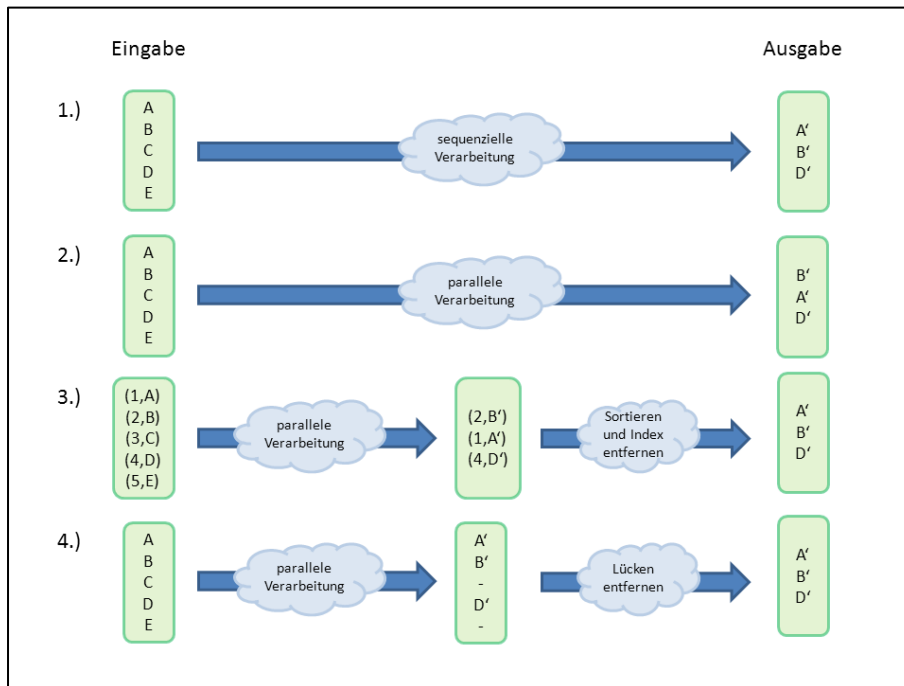 Eingabe
Ausgabe
1.)
A
B
C
D
E
sequenzielle
Verarbeitung
A‘
B‘
D‘
2.)
A
B
C
D
E
parallele
Verarbeitung
B‘
A‘
D‘
3.)
(1,A)
(2,B)
(3,C)
(4,D)
(5,E)
parallele
Verarbeitung
(2,B‘)
(1,A‘)
(4,D‘)
Sortieren
und Index
entfernen
A‘
B‘
D‘
4.)
A
B
C
D
E
parallele
Verarbeitung
A‘
B‘
-
D‘
-
Lücken
entfernen
A‘
B‘
D‘